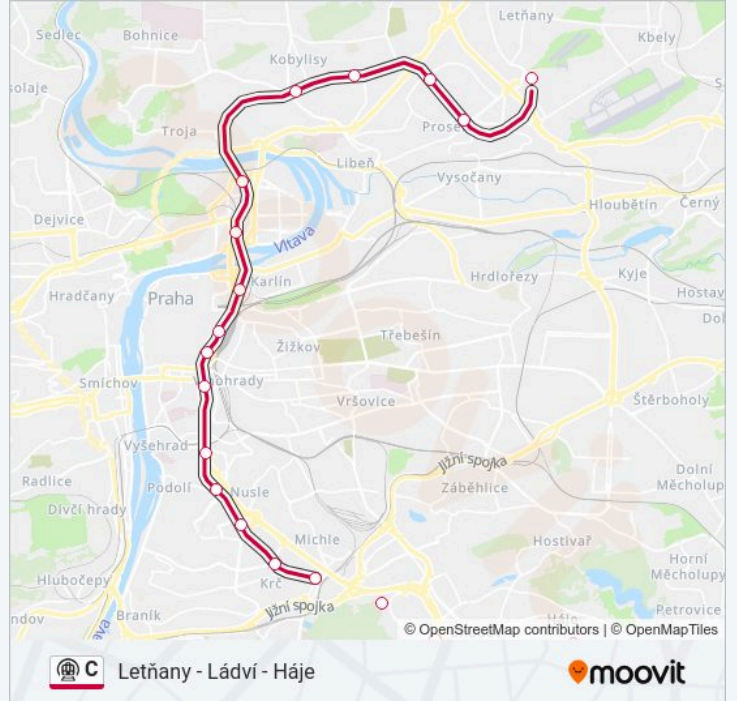 Letňany
Sedlec
Bohnice
Kbely
Kobylisy
Troja
Prosek
Libeň
Vysočany
Dejvice
Hloubětín
Černý
Vltava
Karlín
Hrdlořezy
Kyje
Hradčany
Praha
Hostav
Žižkov
Třebešín
Smíchov
Vinohrady
Vršovice
Štěrboholy
Vyšehrad
Jižní spojka
Radlice
Podolí
Nusle
Záběhlice
Dolní
Měcholup
Dívčí hrady
Michle
Hostivař
Horní
Měcholupy
Hlubočepy
Krč
Petrovice
Braník
Jižní spojka
© OpenStreetMap contributors | © OpenMapTiles
C Letňany - Ládví - Háje
moovit